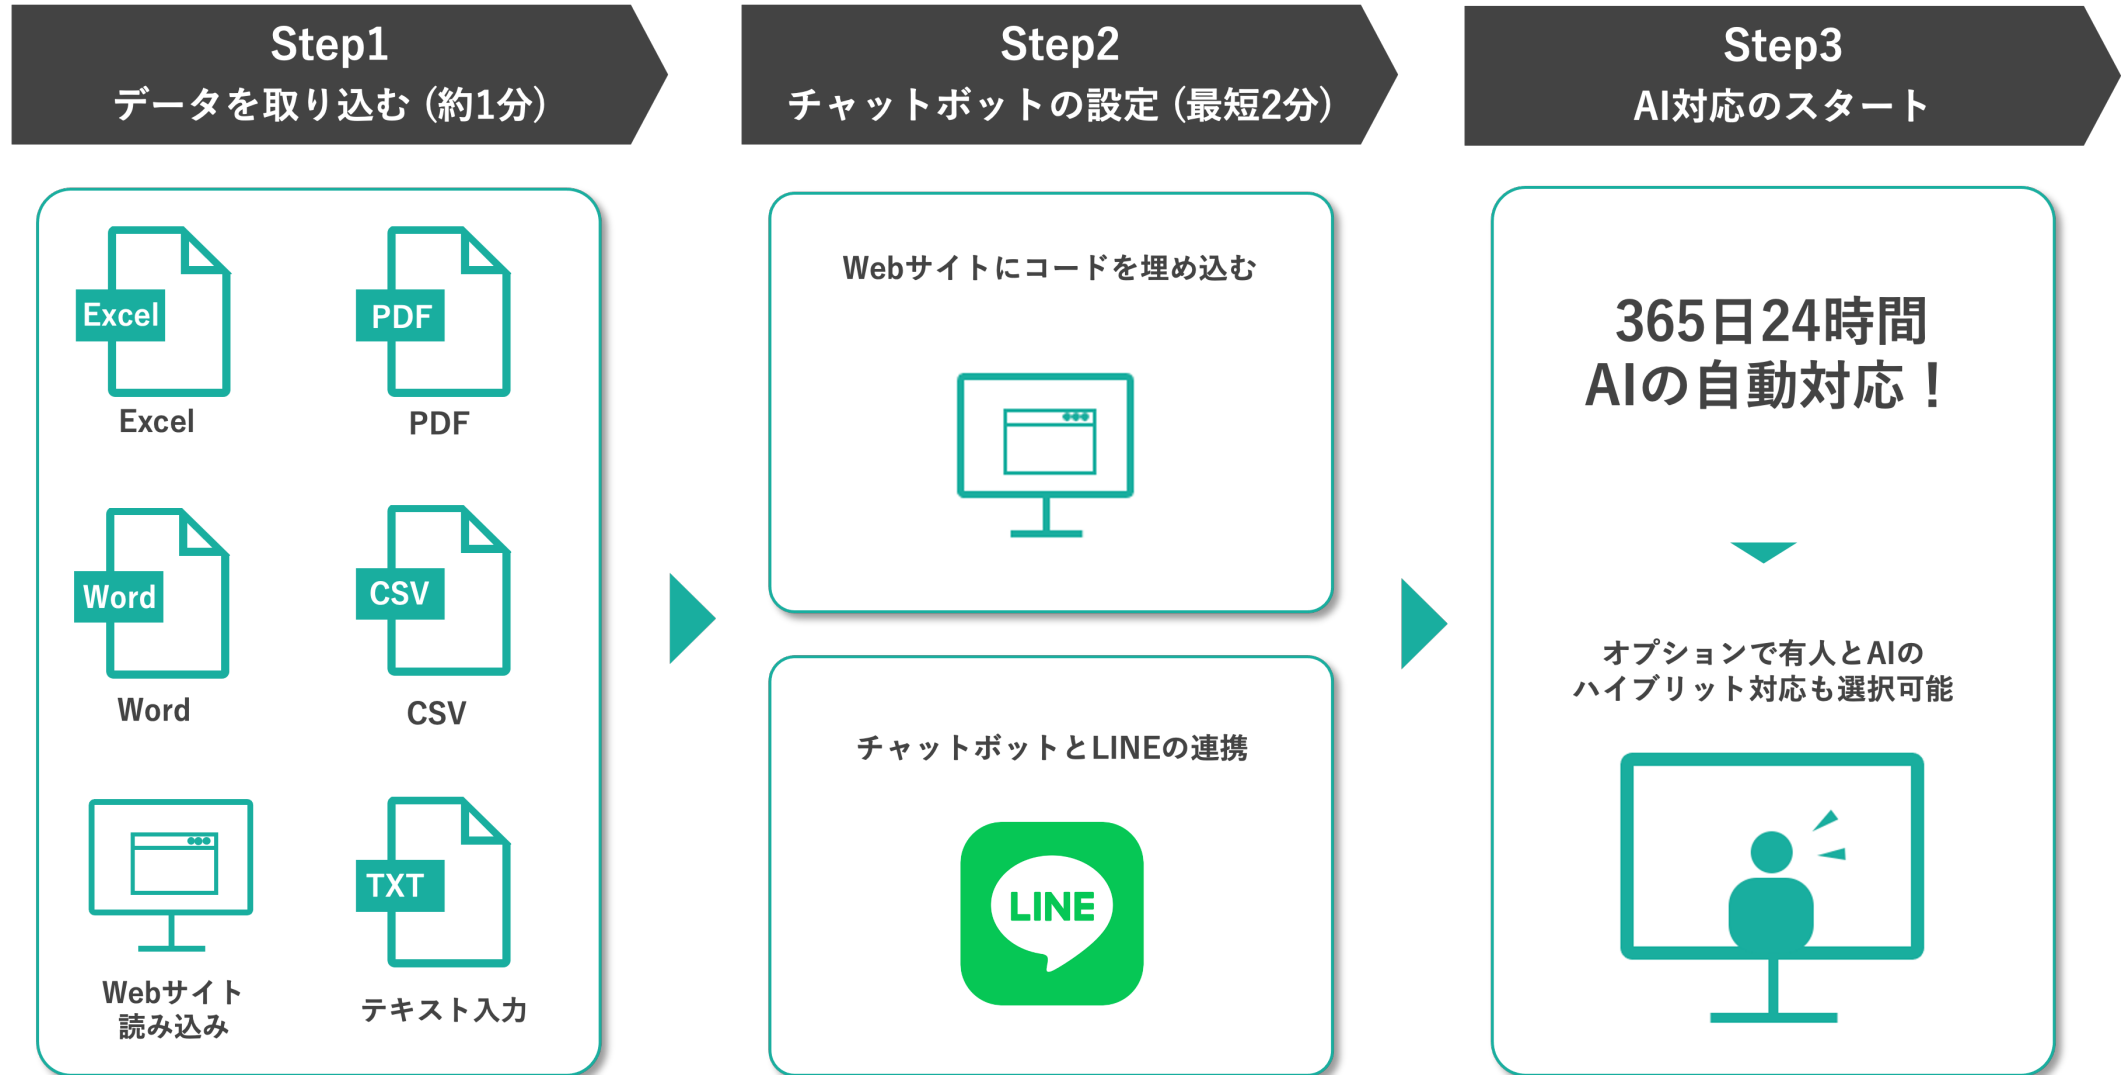 Step1
データを取り込む (約1分)
Excel
Excel
PDF
PDF
Word
Word
CSV
CSV
Webサイト
読み込み
TXT
テキスト入力
Step2
チャットボットの設定 (最短2分)
Webサイトにコードを埋め込む
チャットボットとLINEの連携
LINE
Step3
AI対応のスタート
365日24時間
AIの自動対応！
オプションで有人とAIの
ハイブリット対応も選択可能